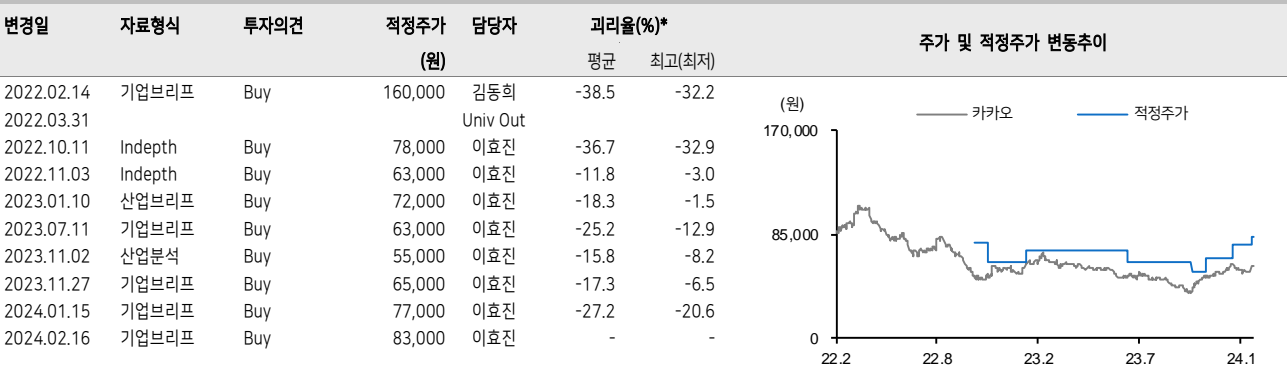 변경일 자료형식 투자의견 적정주가 담당자 괴리율(%)*
(원) 평균 최고(최저)
2022.02.14 기업브리프 Buy 160,000 김동희 -38.5 -32.2
2022.03.31 Univ Out
2022.10.11 Indepth Buy 78,000 이효진 -36.7 -32.9
2022.11.03 Indepth Buy 63,000 이효진 -11.8 -3.0
2023.01.10 산업브리프 Buy 72,000 이효진 -18.3 -1.5
2023.07.11 기업브리프 Buy 63,000 이효진 -25.2 -12.9
2023.11.02 산업분석 Buy 55,000 이효진 -15.8 -8.2
2023.11.27 기업브리프 Buy 65,000 이효진 -17.3 -6.5
2024.01.15 기업브리프 Buy 77,000 이효진 -27.2 -20.6
2024.02.16 기업브리프 Buy 83,000 이효진 - -
주가 및 적정주가 변동추이
(원)
카카오 적정주가
170,000
85,000
0
22.2 22.8 23.2 23.7 24.1